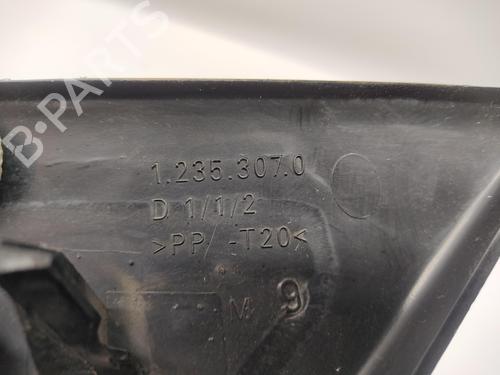 B-PARTS
1.235.307.0
D 1/1/2
>PP/ -T20<
M 9